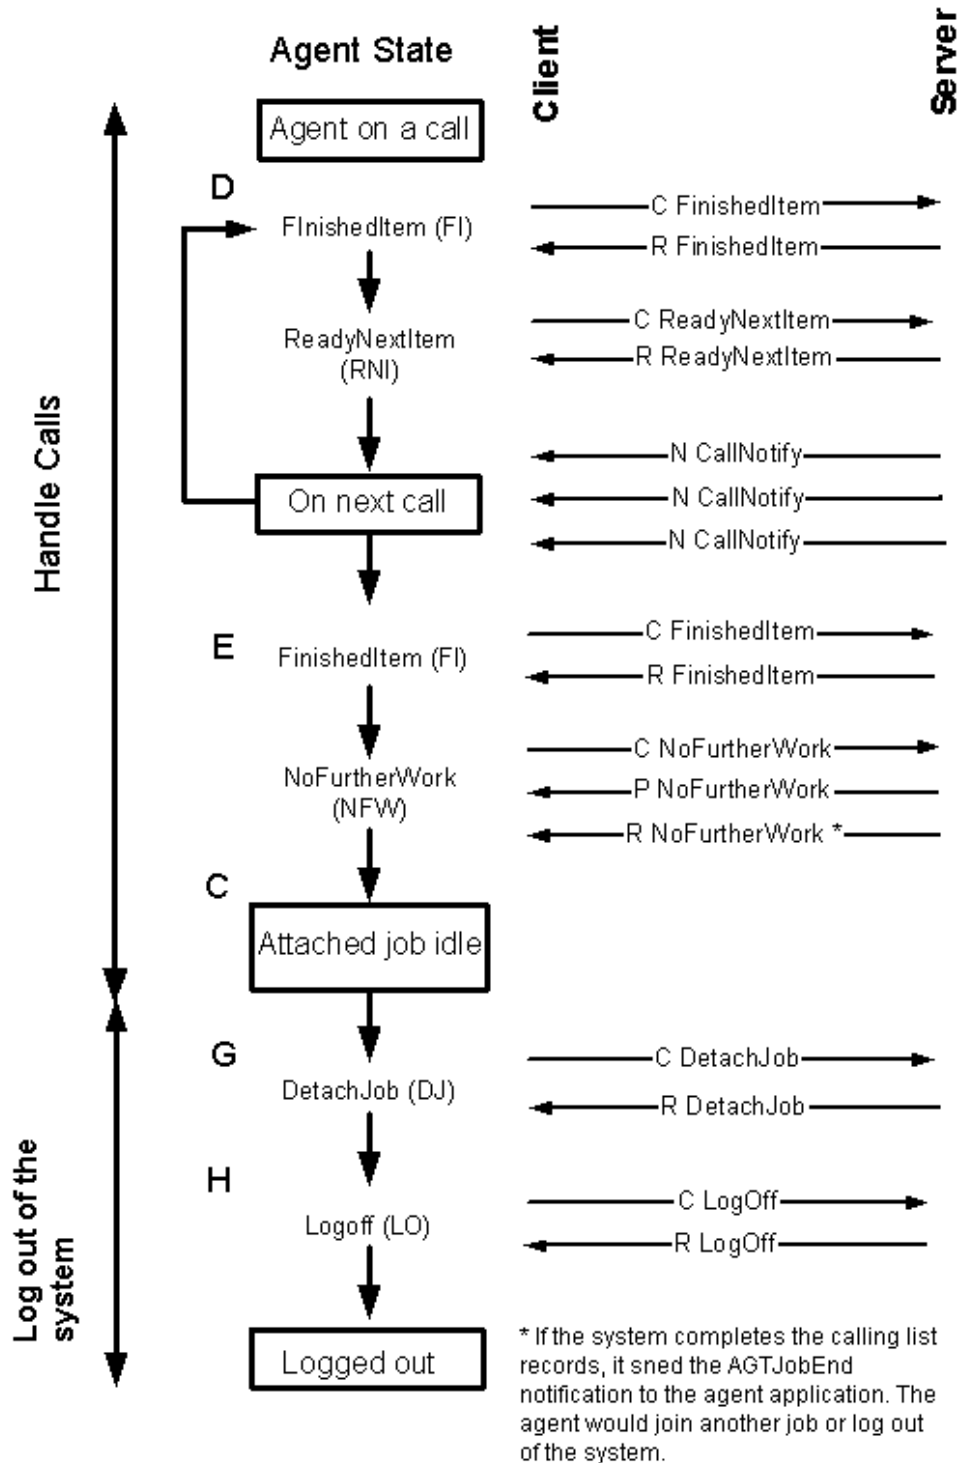 Agent State
Client
Server
Agent on a call
D
FInishedItem (FI)
C FinishedItem
R FinishedItem
ReadyNextItem
(RNI)
C ReadyNextItem
R ReadyNextItem
Handle Calls
On next call
N CallNotify
N CallNotify
N CallNotify
E
FinishedItem (FI)
C FinishedItem
R FinishedItem
NoFurtherWork
(NFW)
C NoFurtherWork
P NoFurtherWork
R NoFurtherWork *
C
Attached job idle
G
DetachJob (DJ)
C DetachJob
R DetachJob
Log out of the
system
H
Logoff (LO)
C LogOff
R LogOff
Logged out
* If the system completes the calling list
records, it sned the AGTJobEnd
notification to the agent application. The
agent would join another job or log out
of the system.